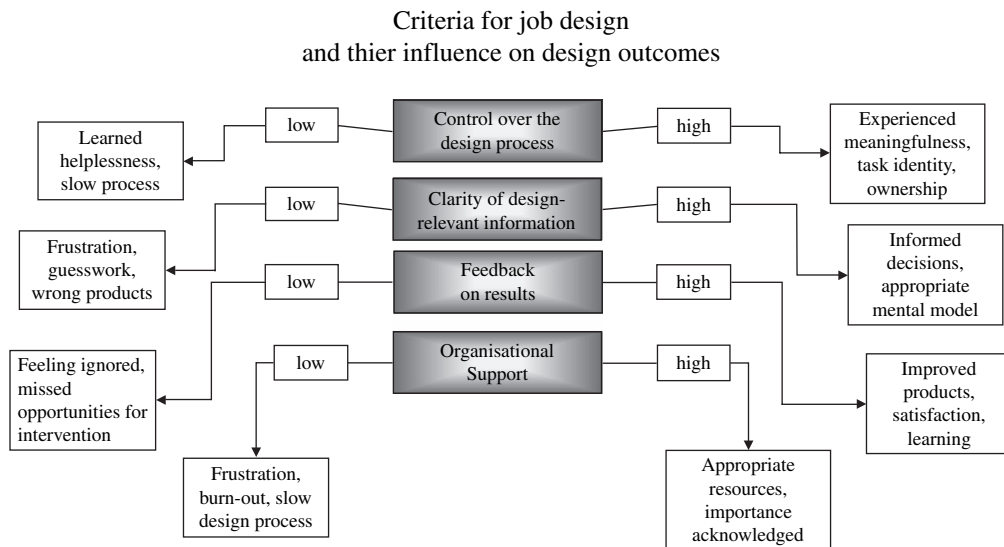 Criteria for job design
and thier influence on design outcomes
low
Control over the
design process
high
Learned
helplessness,
slow process
Experienced
meaningfulness,
task identity,
ownership
low
Clarity of design-
relevant information
high
Frustration,
guesswork,
wrong products
Informed
decisions,
appropriate
mental model
low
Feedback
on results
high
Feeling ignored,
missed
opportunities for
intervention
Improved
products,
satisfaction,
learning
low
Organisational
Support
high
Frustration,
burn-out, slow
design process
Appropriate
resources,
importance
acknowledged